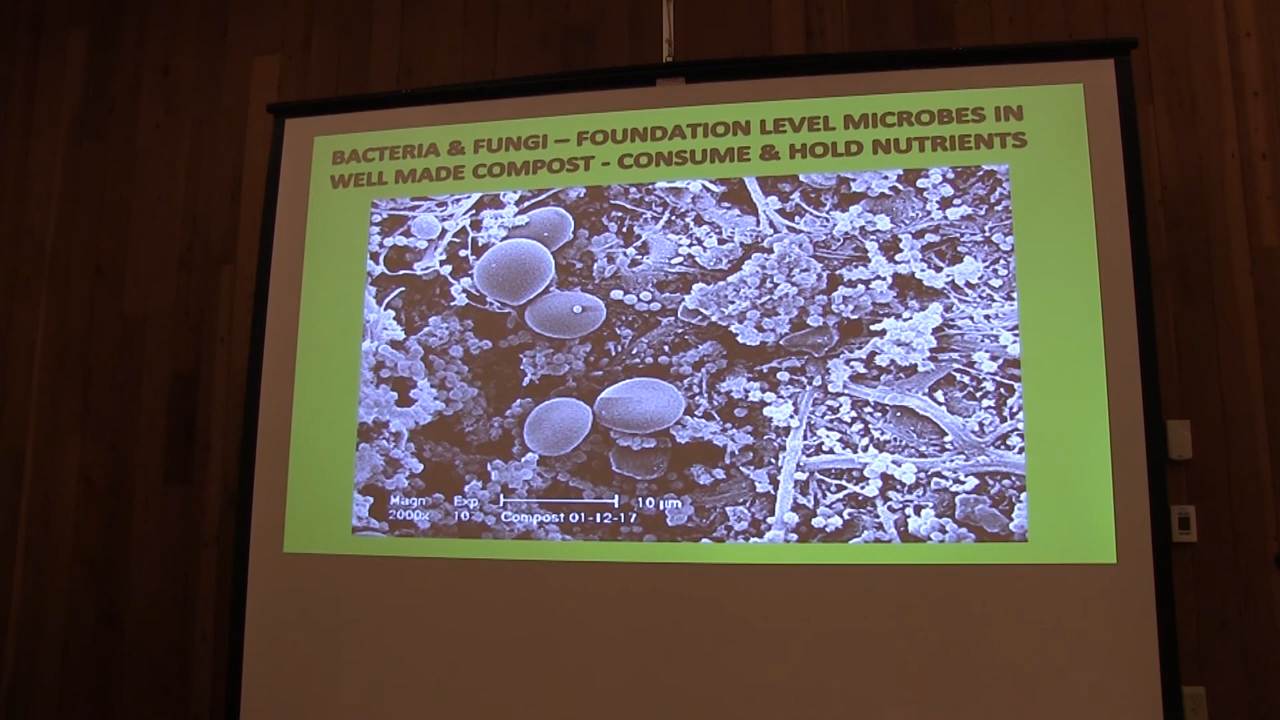 BACTERIA & FUNGI – FOUNDATION LEVEL MICROBES IN
WELL MADE COMPOST - CONSUME & HOLD NUTRIENTS
Magn Exp 10 µm
2000x 10 Compost 01-12-17